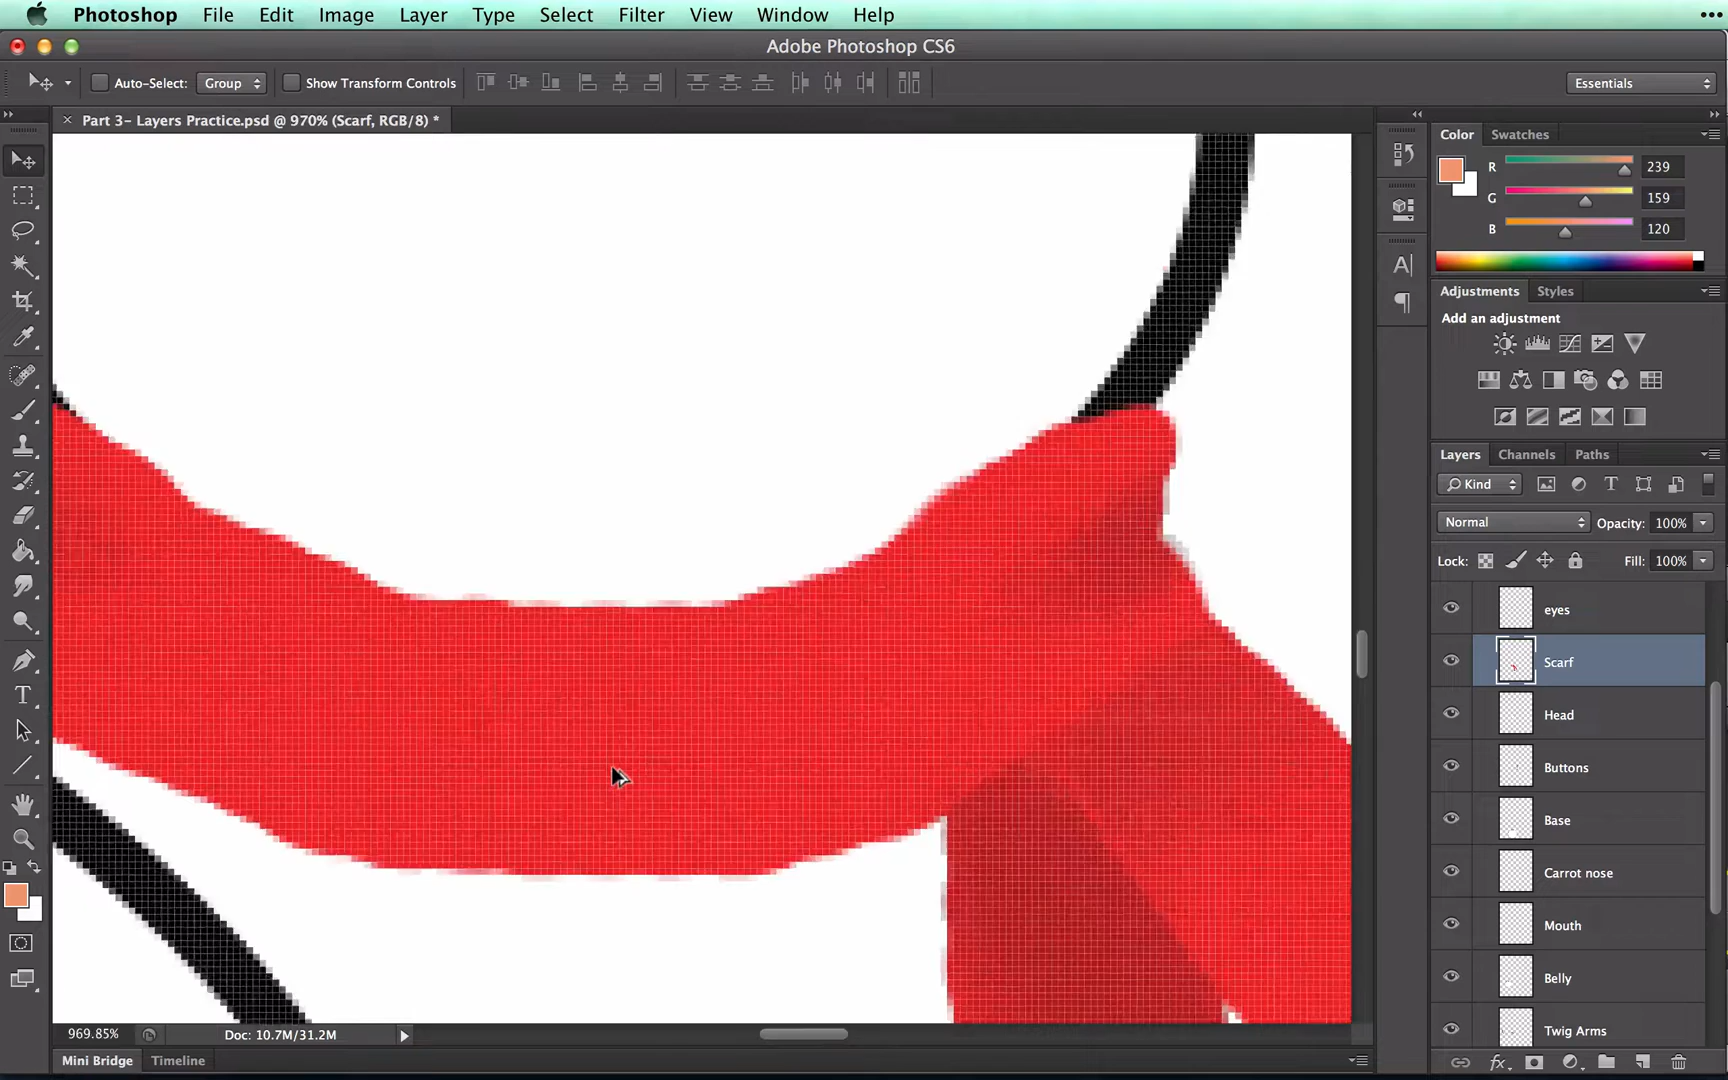 Photoshop File Edit Image Layer Type Select Filter View Window Help
Adobe Photoshop CS6
Auto-Select: Group Show Transform Controls Essentials
Part 3- Layers Practice.psd @ 970% (Scarf, RGB/8) *
Color Swatches
R 239
G 159
B 120
Adjustments Styles
Add an adjustment
Layers Channels Paths
Kind
Normal Opacity: 100%
Lock: Fill: 100%
eyes
Scarf
Head
Buttons
Base
Carrot nose
Mouth
Belly
Twig Arms
969.85% Doc: 10.7M/31.2M
Mini Bridge Timeline